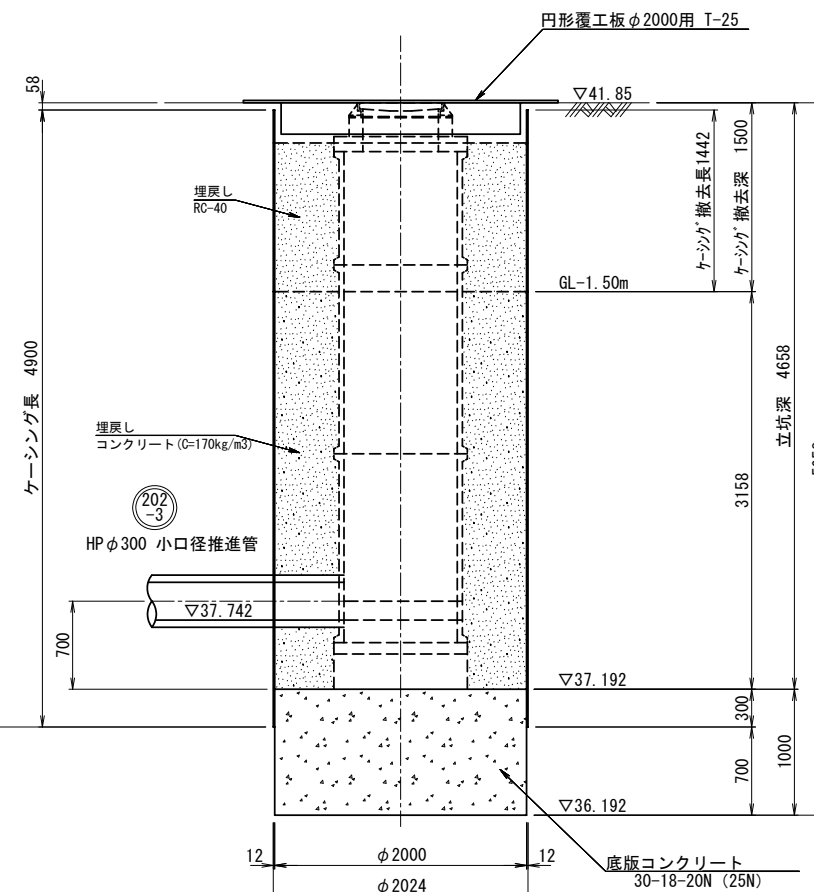 円形覆工板φ2000用 T-25
58
▽41.85
埋戻し
RC-40
ケーシング撤去長1442
ケーシング撤去深 1500
GL-1.50m
ケーシング長 4900
立坑深 4658
埋戻し
コンクリート(C=170kg/m3)
3158
202
-3
HPφ300 小口径推進管
▽37.742
700
▽37.192
300
1000
700
▽36.192
12
φ2000
12
底版コンクリート
30-18-20N (25N)
φ2024